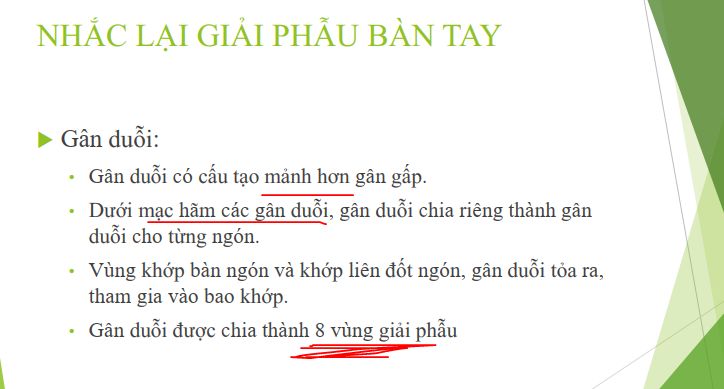 NHẮC LẠI GIẢI PHẪU BÀN TAY
Gân duỗi:
Gân duỗi có cấu tạo mảnh hơn gân gấp.
Dưới mạc hãm các gân duỗi, gân duỗi chia riêng thành gân
duỗi cho từng ngón.
Vùng khớp bàn ngón và khớp liên đốt ngón, gân duỗi tỏa ra,
tham gia vào bao khớp.
Gân duỗi được chia thành 8 vùng giải phẫu